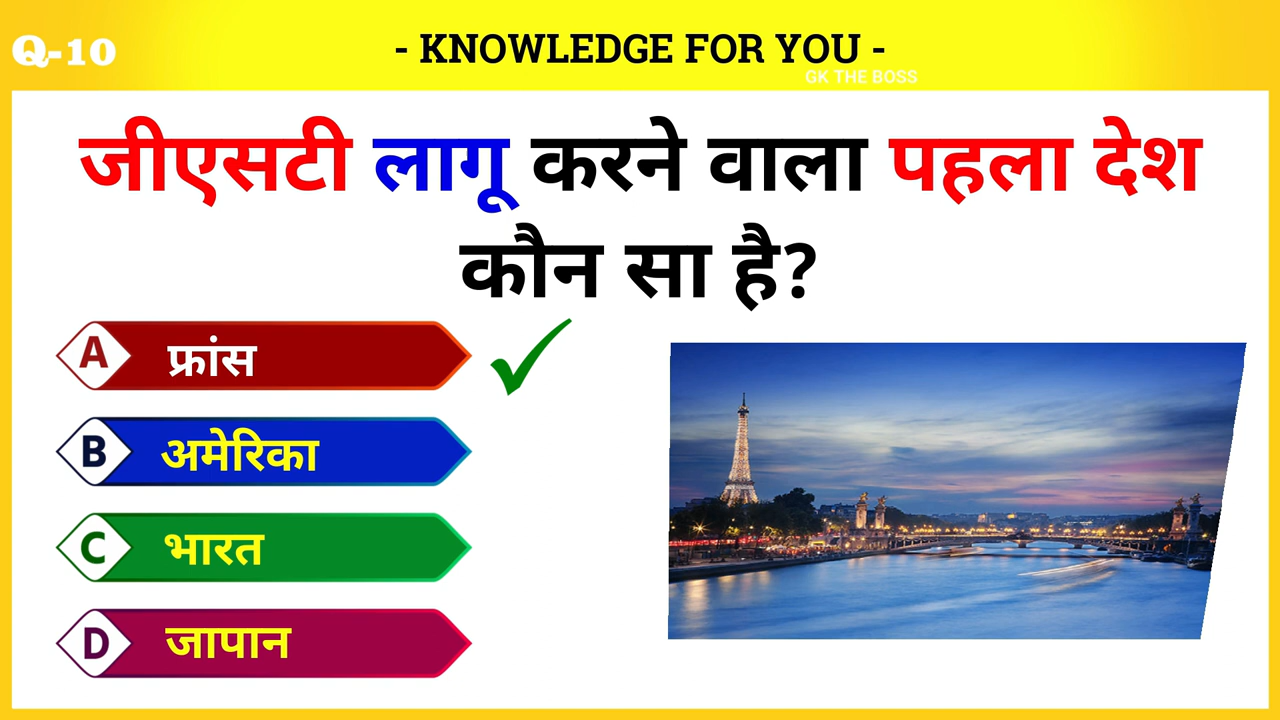 Q-10
- KNOWLEDGE FOR YOU -
GK THE BOSS
जीएसटी लागू करने वाला पहला देश
कौन सा है?
A फ्रांस
B अमेरिका
C भारत
D जापान